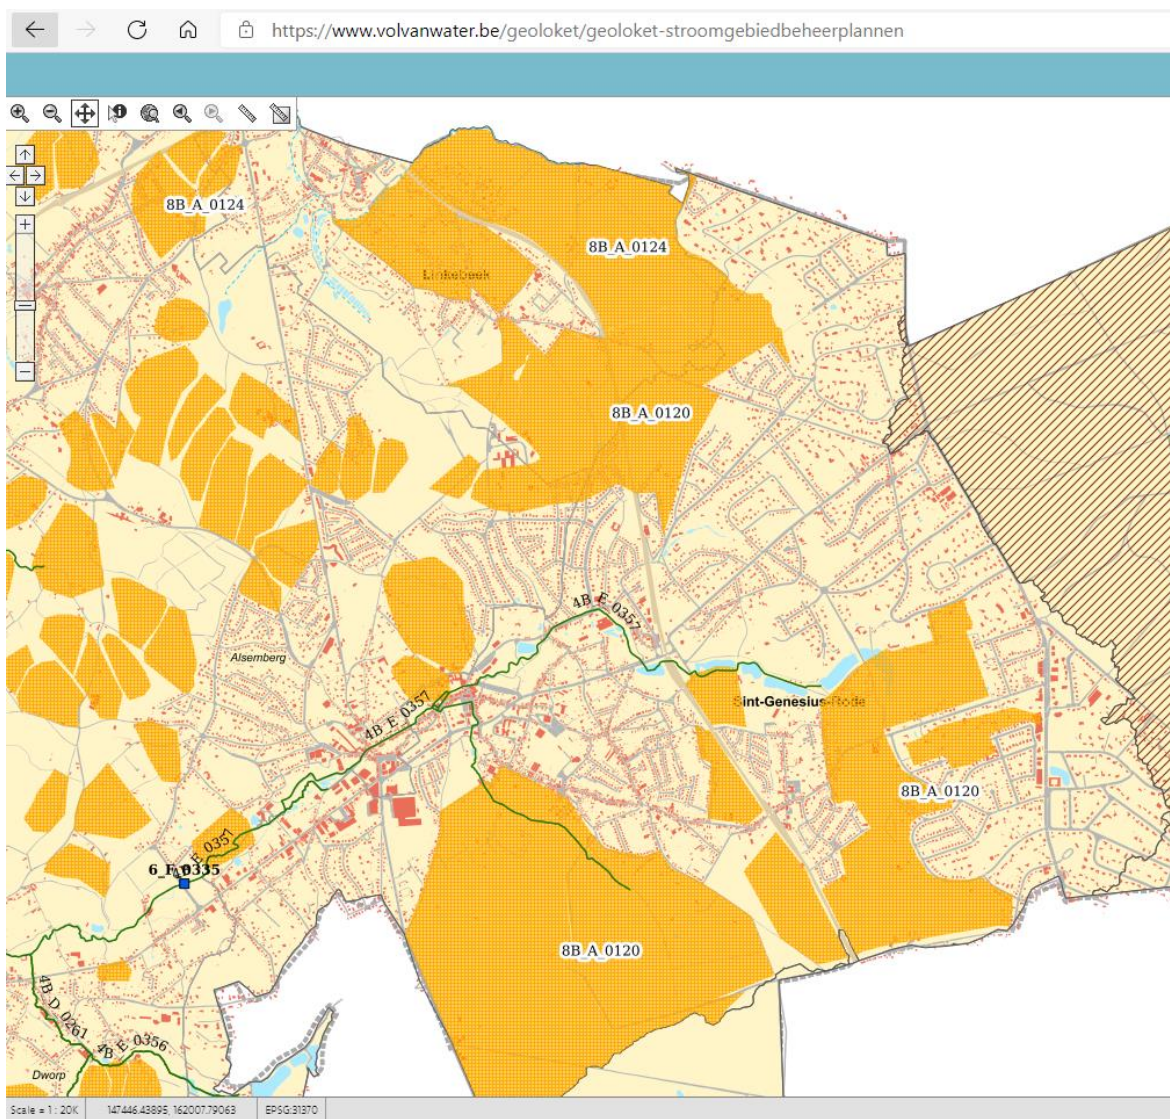 https://www.volvanwater.be/geoloket/geoloket-stroomgebiedbeheerplannen
8B_A_0124
8B_A_0124
Linkebeek
8B_A_0120
4B_E_0357
Alsemberg
4B_E_0357
Sint-Genesius-Rode
8B_A_0120
4B_E_0357
6_F_0335
8B_A_0120
4B_D_0261
4B_E_0356
Dworp
Scale = 1 : 20K
147446.43895, 162007.79063
EPSG:31370